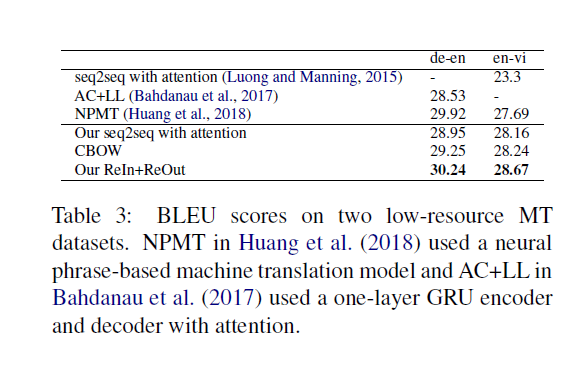 de-en en-vi
seq2seq with attention (Luong and Manning, 2015) - 23.3
AC+LL (Bahdanau et al., 2017) 28.53 -
NPMT (Huang et al., 2018) 29.92 27.69
Our seq2seq with attention 28.95 28.16
CBOW 29.25 28.24
Our ReIn+ReOut 30.24 28.67
Table 3: BLEU scores on two low-resource MT
datasets. NPMT in Huang et al. (2018) used a neural
phrase-based machine translation model and AC+LL in
Bahdanau et al. (2017) used a one-layer GRU encoder
and decoder with attention.